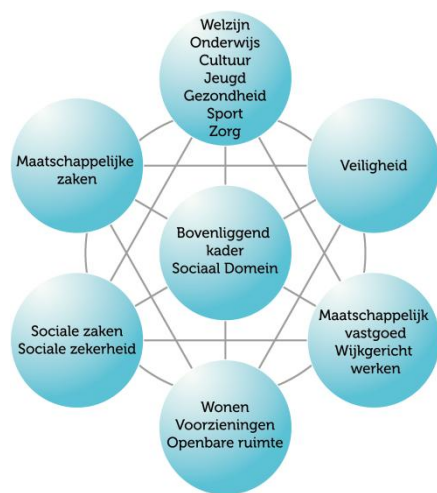 Welzijn
Onderwijs
Cultuur
Jeugd
Gezondheid
Sport
Zorg
Maatschappelijke
zaken
Veiligheid
Bovenliggend
kader
Sociaal Domein
Sociale zaken
Sociale zekerheid
Maatschappelijk
vastgoed
Wijkgericht
werken
Wonen
Voorzieningen
Openbare ruimte